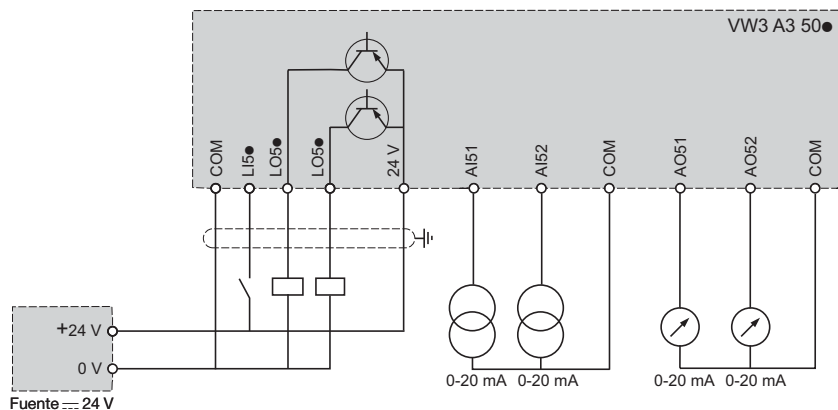 VW3 A3 50●
COM
LI5●
LO5●
LO5●
24 V
AI51
AI52
COM
AO51
AO52
COM
+24 V
0 V
0-20 mA 0-20 mA
0-20 mA 0-20 mA
Fuente ⎓ 24 V